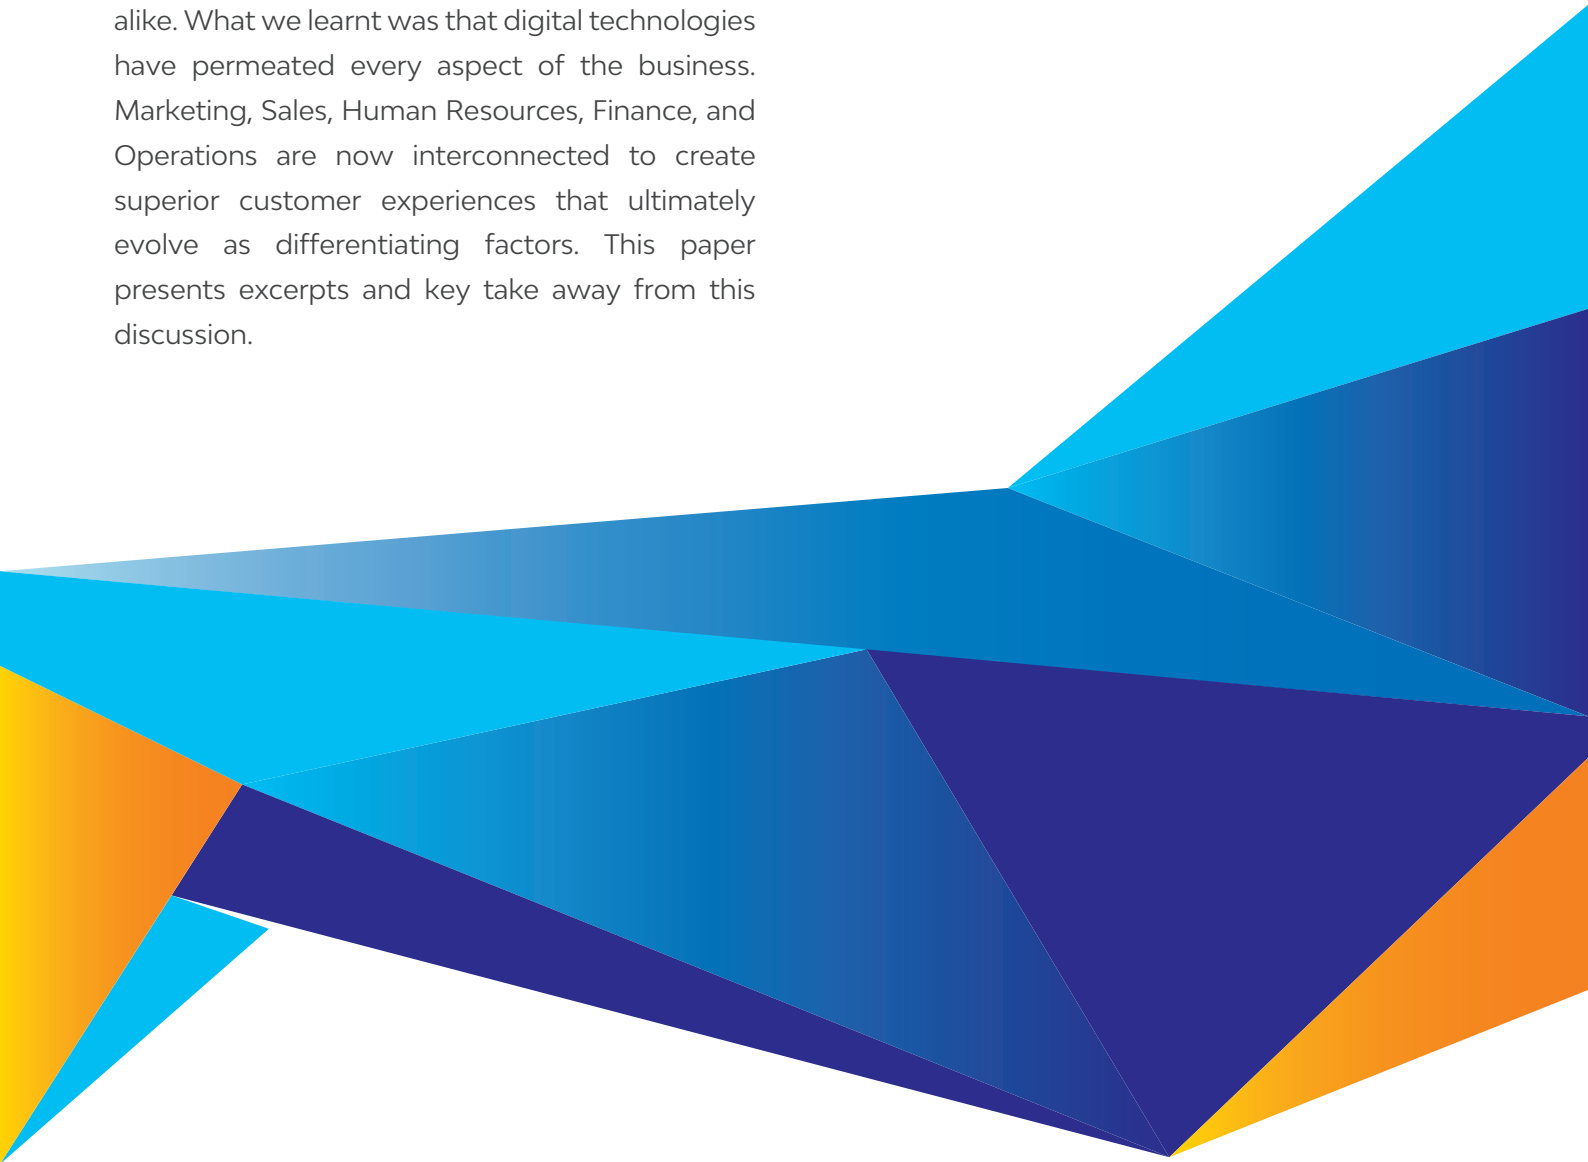 alike. What we learnt was that digital technologies
have permeated every aspect of the business.
Marketing, Sales, Human Resources, Finance, and
Operations are now interconnected to create
superior customer experiences that ultimately
evolve as differentiating factors. This paper
presents excerpts and key take away from this
discussion.